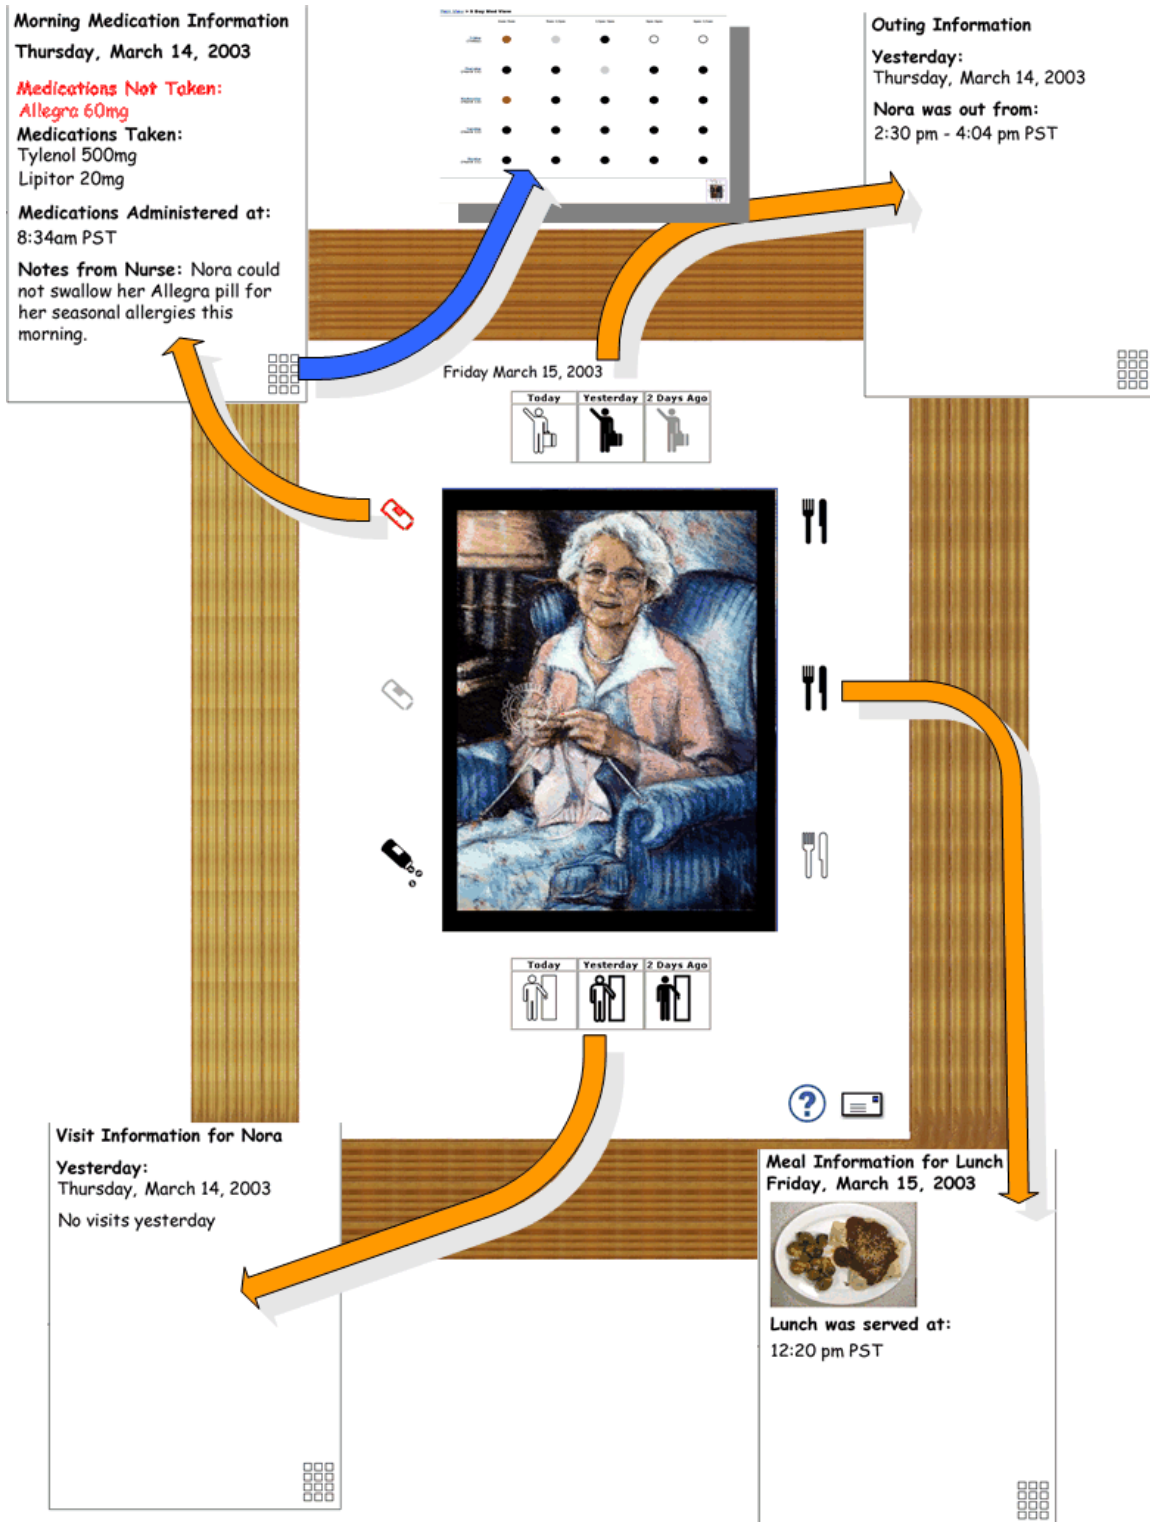 Morning Medication Information
Thursday, March 14, 2003
Medications Not Taken:
Allegra 60mg
Medications Taken:
Tylenol 500mg
Lipitor 20mg
Medications Administered at:
8:34am PST
Notes from Nurse: Nora could
not swallow her Allegra pill for
her seasonal allergies this
morning.
> 5 Day Med View
Outing Information
Yesterday:
Thursday, March 14, 2003
Nora was out from:
2:30 pm - 4:04 pm PST
Friday March 15, 2003
Today Yesterday 2 Days Ago
Today Yesterday 2 Days Ago
?
Visit Information for Nora
Yesterday:
Thursday, March 14, 2003
No visits yesterday
Meal Information for Lunch
Friday, March 15, 2003
Lunch was served at:
12:20 pm PST